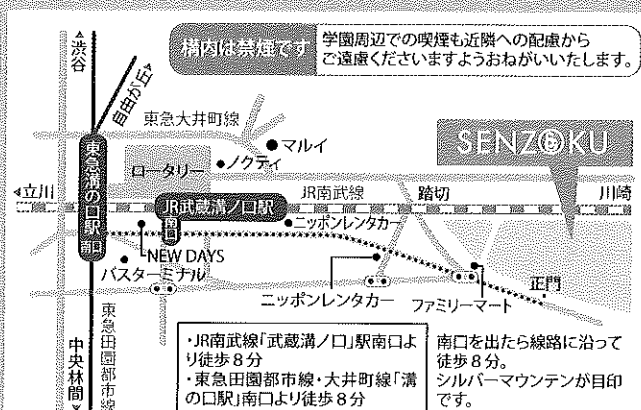 構内は禁煙です
学園周辺での喫煙も近隣への配慮から
ご遠慮くださいますようおねがいいたします。
▲渋谷
自由が丘▲
東急大井町線
●マルイ
●ノクティ
ロータリー
SENZOKU
東急溝の口駅
南口
◀立川
JR武蔵溝ノ口駅
南口
JR南武線
踏切
川崎
●ニッポンレンタカー
●NEW DAYS
●バスターミナル
ニッポンレンタカー
ファミリーマート
正門
東急田園都市線
中央林間▼
・JR南武線「武蔵溝ノ口」駅南口よ
り徒歩8分
・東急田園都市線・大井町線「溝
の口駅」南口より徒歩8分
南口を出たら線路に沿って
徒歩8分。
シルバーマウンテンが目印
です。